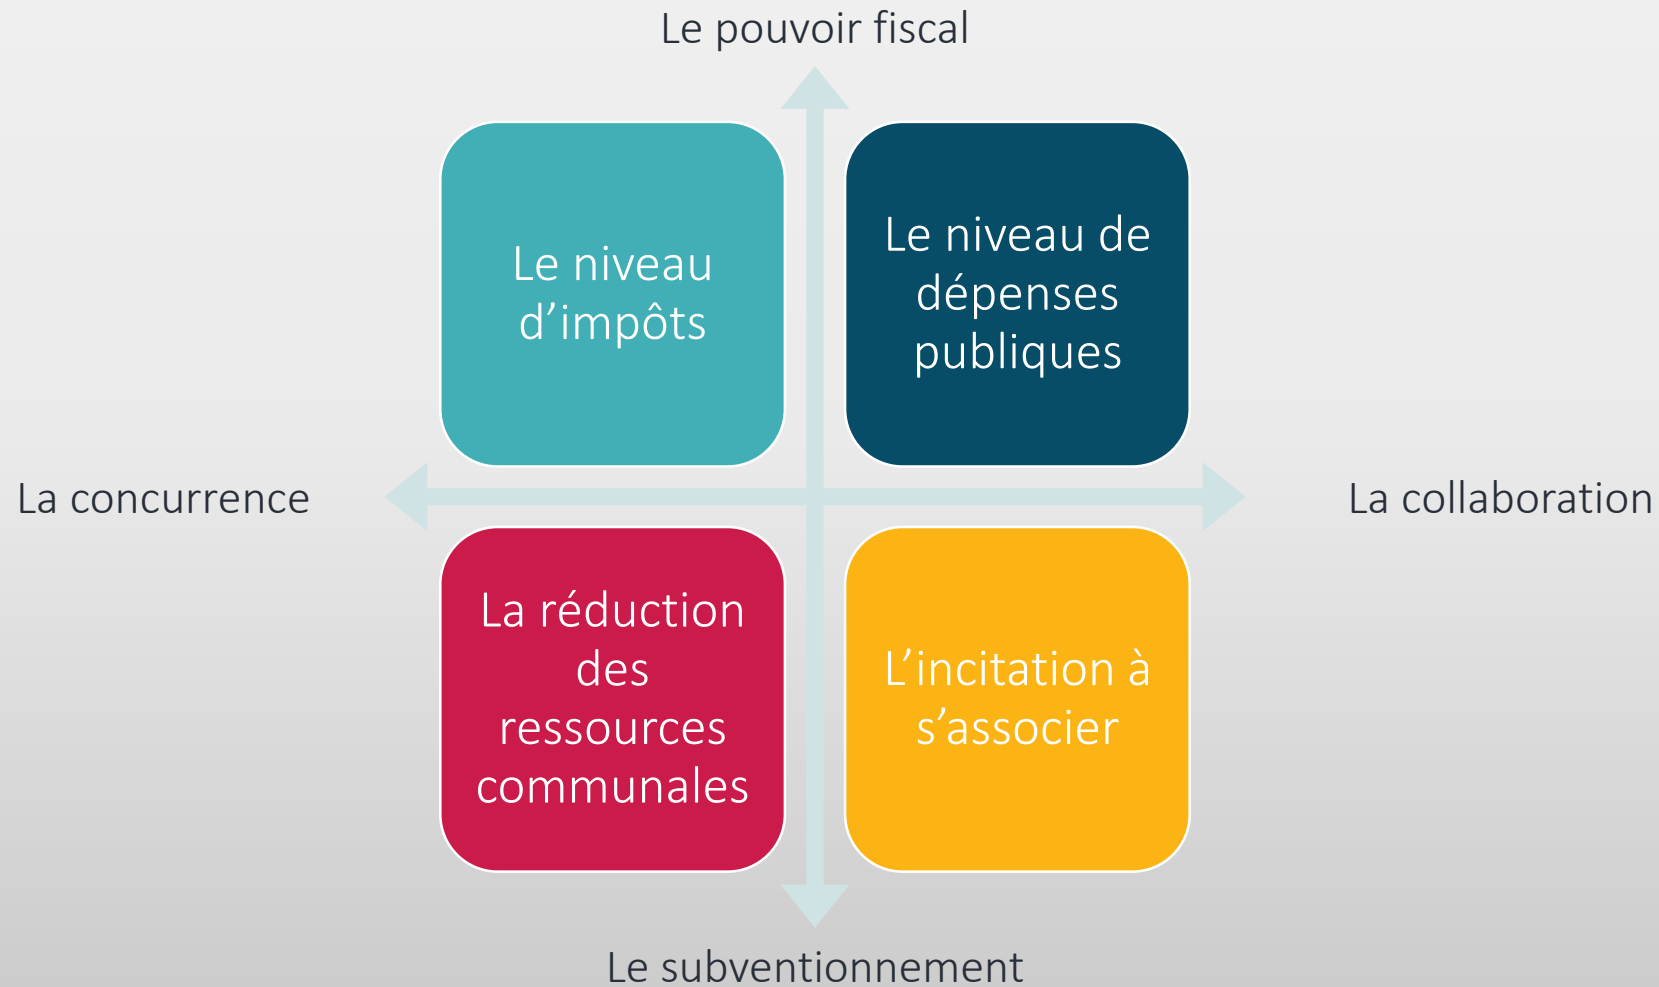 Le pouvoir fiscal
Le niveau
d’impôts
Le niveau de
dépenses
publiques
La concurrence
La collaboration
La réduction
des
ressources
communales
L’incitation à
s’associer
Le subventionnement